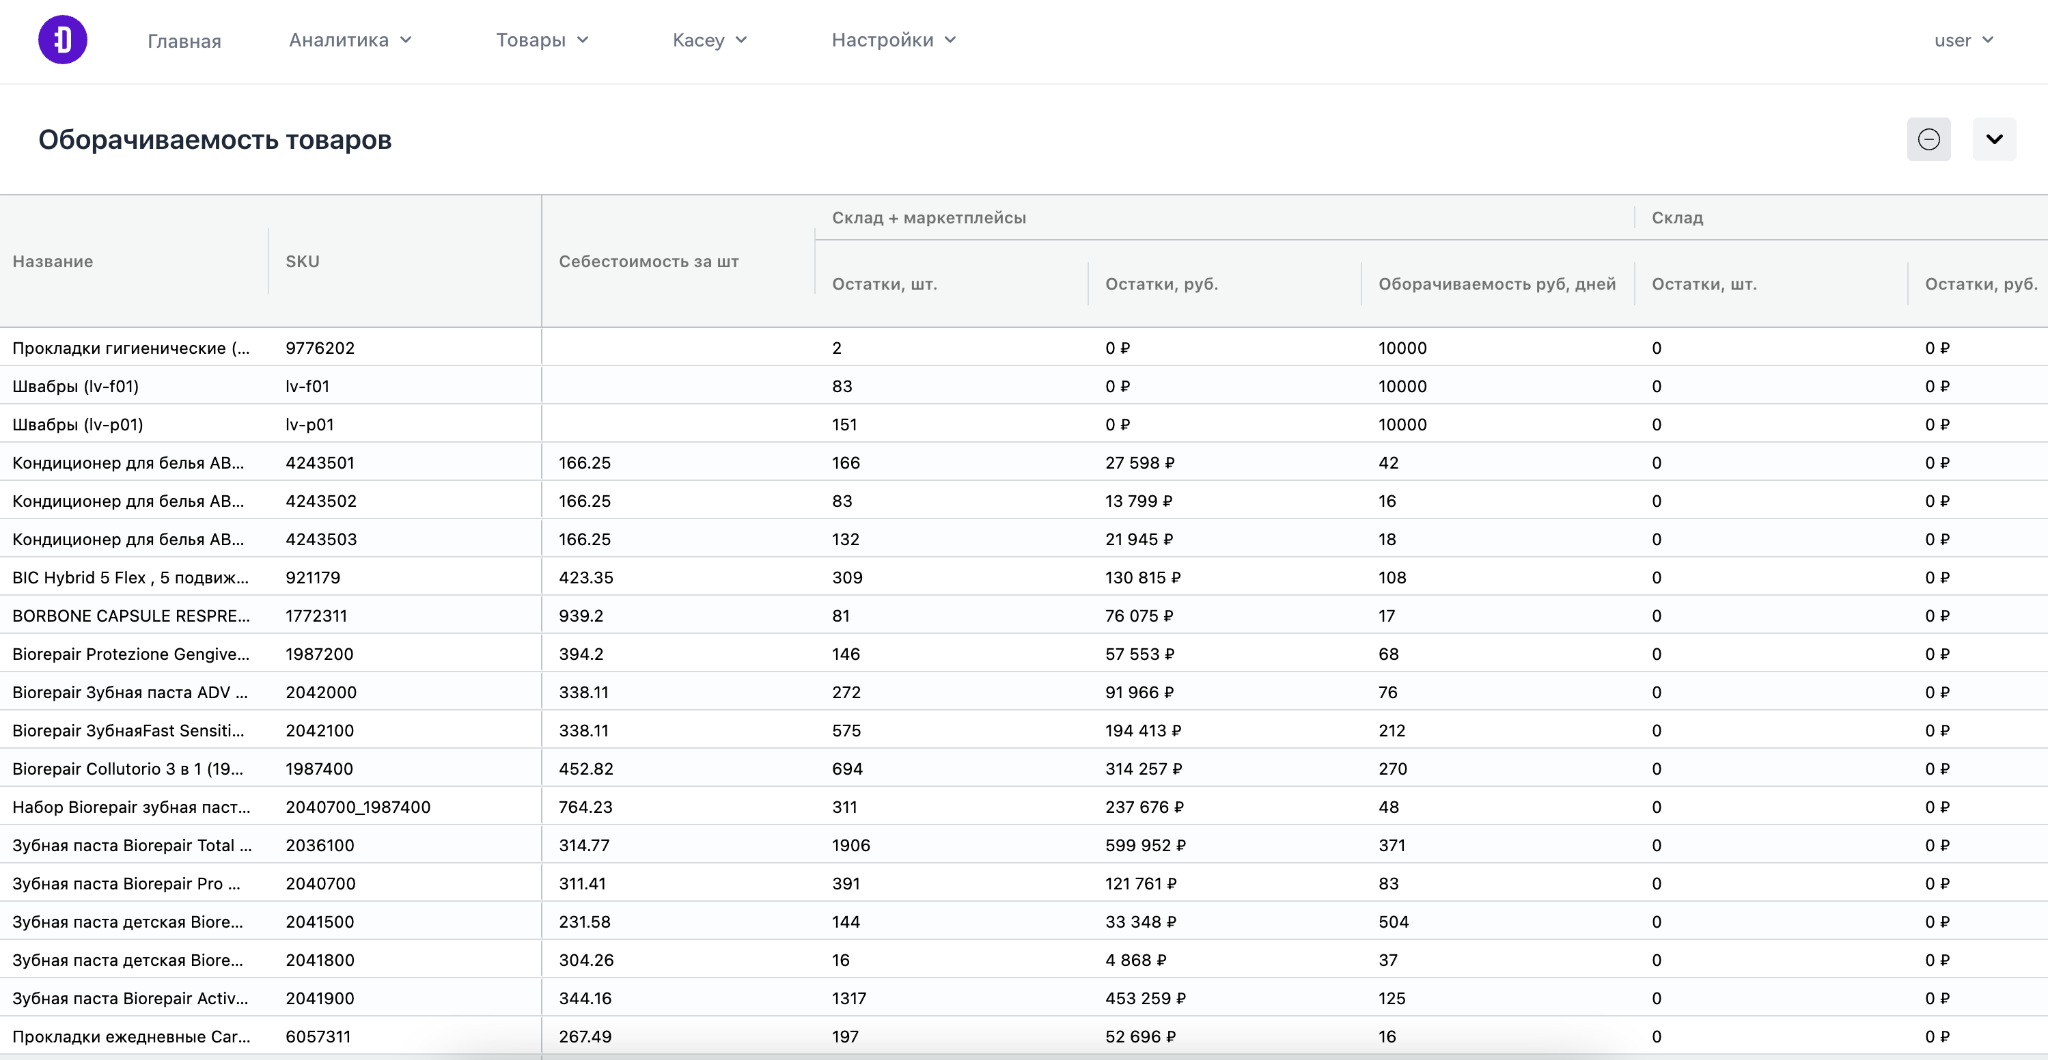 Главная Аналитика Товары Kacey Настройки user
Оборачиваемость товаров
Склад + маркетплейсы Склад
Название SKU Себестоимость за шт
Остатки, шт. Остатки, руб. Оборачиваемость руб, дней Остатки, шт. Остатки, руб.
Прокладки гигиенические (... 9776202 2 0 ₽ 10000 0 0 ₽
Швабры (lv-f01) lv-f01 83 0 ₽ 10000 0 0 ₽
Швабры (lv-p01) lv-p01 151 0 ₽ 10000 0 0 ₽
Кондиционер для белья AB... 4243501 166.25 166 27 598 ₽ 42 0 0 ₽
Кондиционер для белья AB... 4243502 166.25 83 13 799 ₽ 16 0 0 ₽
Кондиционер для белья AB... 4243503 166.25 132 21 945 ₽ 18 0 0 ₽
BIC Hybrid 5 Flex , 5 подвиж... 921179 423.35 309 130 815 ₽ 108 0 0 ₽
BORBONE CAPSULE RESPRE... 1772311 939.2 81 76 075 ₽ 17 0 0 ₽
Biorepair Protezione Gengive... 1987200 394.2 146 57 553 ₽ 68 0 0 ₽
Biorepair Зубная паста ADV ... 2042000 338.11 272 91 966 ₽ 76 0 0 ₽
Biorepair ЗубнаяFast Sensiti... 2042100 338.11 575 194 413 ₽ 212 0 0 ₽
Biorepair Collutorio 3 в 1 (19... 1987400 452.82 694 314 257 ₽ 270 0 0 ₽
Набор Biorepair зубная паст... 2040700_1987400 764.23 311 237 676 ₽ 48 0 0 ₽
Зубная паста Biorepair Total ... 2036100 314.77 1906 599 952 ₽ 371 0 0 ₽
Зубная паста Biorepair Pro ... 2040700 311.41 391 121 761 ₽ 83 0 0 ₽
Зубная паста детская Biore... 2041500 231.58 144 33 348 ₽ 504 0 0 ₽
Зубная паста детская Biore... 2041800 304.26 16 4 868 ₽ 37 0 0 ₽
Зубная паста Biorepair Activ... 2041900 344.16 1317 453 259 ₽ 125 0 0 ₽
Прокладки ежедневные Car... 6057311 267.49 197 52 696 ₽ 16 0 0 ₽